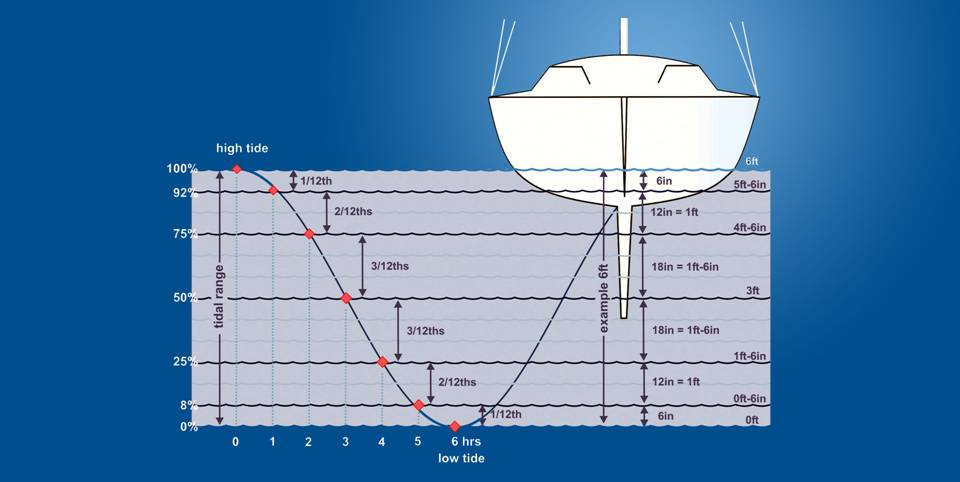 high tide
100%
92%
75%
50%
25%
8%
0%
tidal range
1/12th
2/12ths
3/12ths
3/12ths
2/12ths
1/12th
0 1 2 3 4 5 6 hrs
low tide
example 6ft
6in
12in = 1ft
18in = 1ft-6in
18in = 1ft-6in
12in = 1ft
6in
6ft
5ft-6in
4ft-6in
3ft
1ft-6in
0ft-6in
0ft